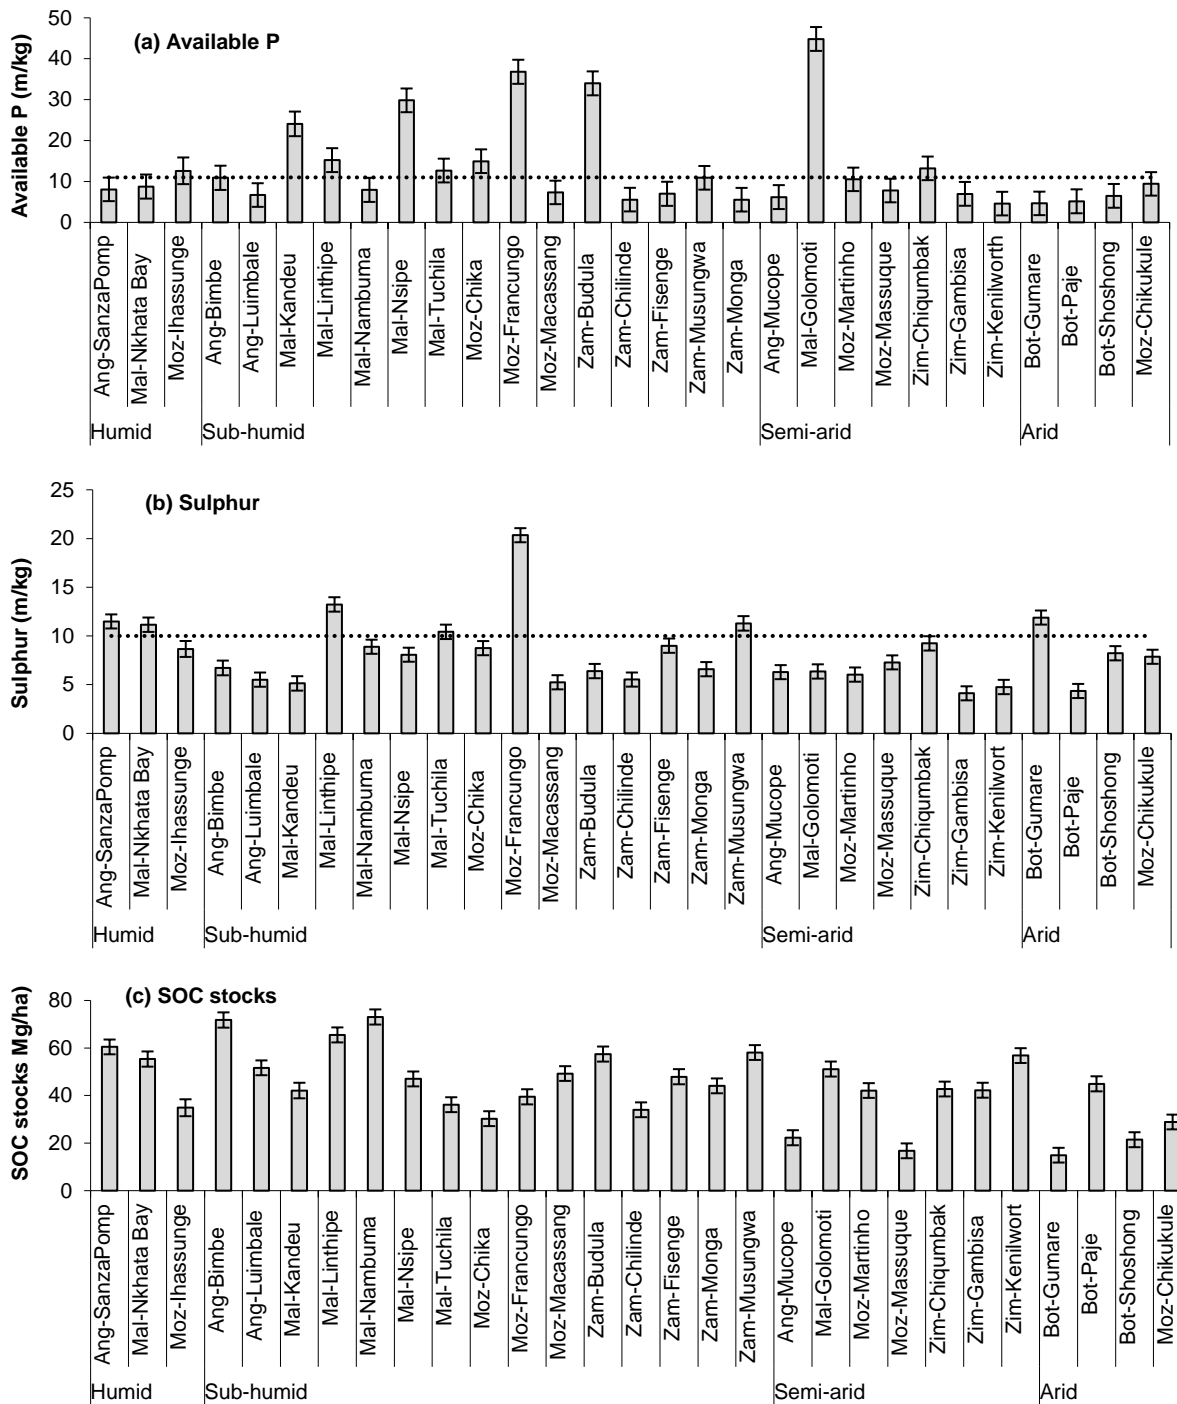 (a) Available P
Available P (m/kg)
50
40
30
20
10
0
Ang-SanzaPomp
Mal-Nkhata Bay
Moz-Ihassunge
Ang-Bimbe
Ang-Luimbale
Mal-Kandeu
Mal-Linthipe
Mal-Nambuma
Mal-Nsipe
Mal-Tuchila
Moz-Chika
Moz-Francungo
Moz-Macassang
Zam-Budula
Zam-Chilinde
Zam-Fisenge
Zam-Musungwa
Zam-Monga
Ang-Mucope
Mal-Golomoti
Moz-Martinho
Moz-Massuque
Zim-Chiqumbak
Zim-Gambisa
Zim-Kenilworth
Bot-Gumare
Bot-Paje
Bot-Shoshong
Moz-Chikukule
Humid
Sub-humid
Semi-arid
Arid
(b) Sulphur
Sulphur (m/kg)
25
20
15
10
5
0
Ang-SanzaPomp
Mal-Nkhata Bay
Moz-Ihassunge
Ang-Bimbe
Ang-Luimbale
Mal-Kandeu
Mal-Linthipe
Mal-Nambuma
Mal-Nsipe
Mal-Tuchila
Moz-Chika
Moz-Francungo
Moz-Macassang
Zam-Budula
Zam-Chilinde
Zam-Fisenge
Zam-Monga
Zam-Musungwa
Ang-Mucope
Mal-Golomoti
Moz-Martinho
Moz-Massuque
Zim-Chiqumbak
Zim-Gambisa
Zim-Kenilwort
Bot-Gumare
Bot-Paje
Bot-Shoshong
Moz-Chikukule
Humid
Sub-humid
Semi-arid
Arid
(c) SOC stocks
SOC stocks Mg/ha
80
60
40
20
0
Ang-SanzaPomp
Mal-Nkhata Bay
Moz-Ihassunge
Ang-Bimbe
Ang-Luimbale
Mal-Kandeu
Mal-Linthipe
Mal-Nambuma
Mal-Nsipe
Mal-Tuchila
Moz-Chika
Moz-Francungo
Moz-Macassang
Zam-Budula
Zam-Chilinde
Zam-Fisenge
Zam-Monga
Zam-Musungwa
Ang-Mucope
Mal-Golomoti
Moz-Martinho
Moz-Massuque
Zim-Chiqumbak
Zim-Gambisa
Zim-Kenilwort
Bot-Gumare
Bot-Paje
Bot-Shoshong
Moz-Chikukule
Humid
Sub-humid
Semi-arid
Arid